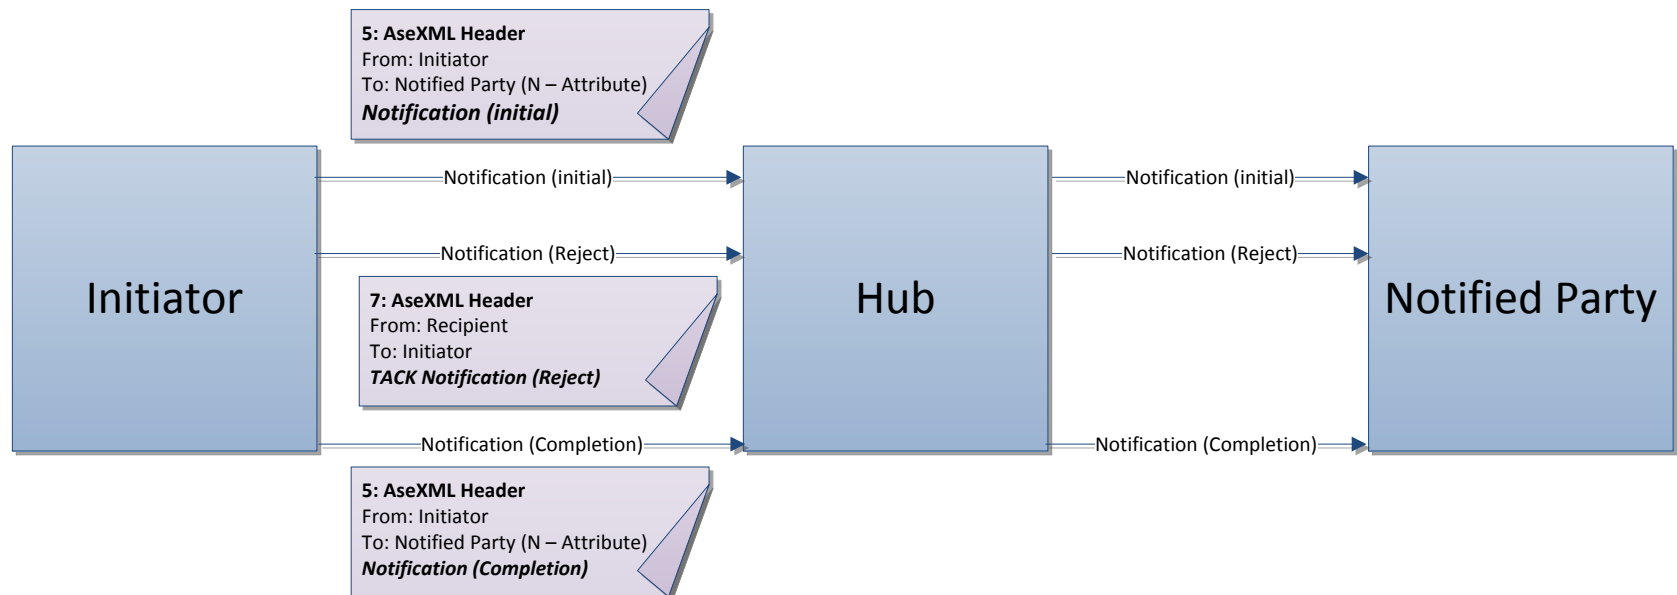 5: AseXML Header
From: Initiator
To: Notified Party (N – Attribute)
Notification (initial)
Notification (initial)
Notification (initial)
Notification (Reject)
Notification (Reject)
Initiator
Hub
Notified Party
7: AseXML Header
From: Recipient
To: Initiator
TACK Notification (Reject)
Notification (Completion)
Notification (Completion)
5: AseXML Header
From: Initiator
To: Notified Party (N – Attribute)
Notification (Completion)